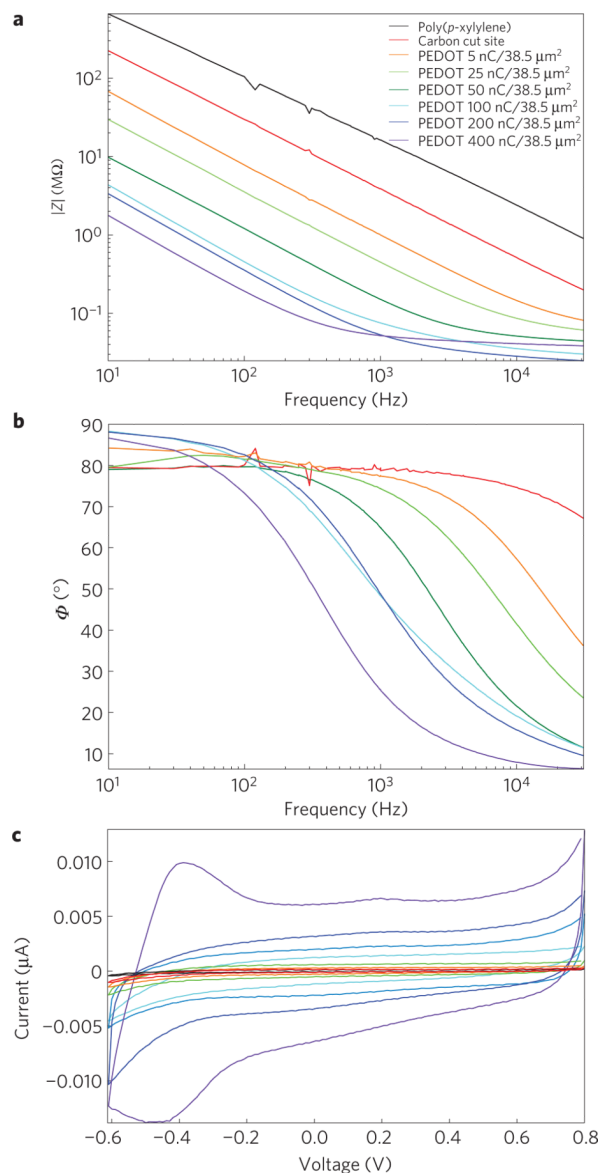 a
Poly(p-xylylene)
Carbon cut site
PEDOT 5 nC/38.5 μm²
PEDOT 25 nC/38.5 μm²
PEDOT 50 nC/38.5 μm²
PEDOT 100 nC/38.5 μm²
PEDOT 200 nC/38.5 μm²
PEDOT 400 nC/38.5 μm²
10²
10¹
10⁰
10⁻¹
|Z| (MΩ)
10¹ 10² 10³ 10⁴
Frequency (Hz)
b
90
80
70
60
50
40
30
20
10
Φ (°)
10¹ 10² 10³ 10⁴
Frequency (Hz)
c
0.010
0.005
0
−0.005
−0.010
Current (μA)
−0.6 −0.4 −0.2 0.0 0.2 0.4 0.6 0.8
Voltage (V)